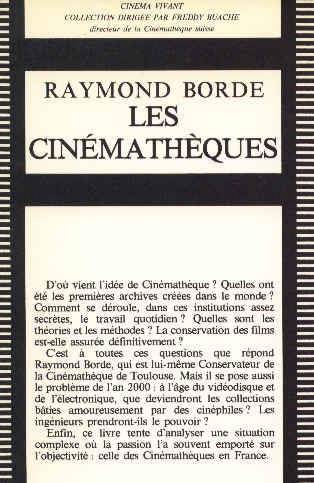 CINEMA VIVANT
COLLECTION DIRIGEE PAR FREDDY BUACHE
directeur de la Cinémathèque suisse
RAYMOND BORDE
LES
CINÉMATHÈQUES
D'où vient l'idée de Cinémathèque ? Quelles ont
été les premières archives créées dans le monde ?
Comment se déroule, dans ces institutions assez
secrètes, le travail quotidien ? Quelles sont les
théories et les méthodes ? La conservation des films
est-elle assurée définitivement ?
C'est à toutes ces questions que répond
Raymond Borde, qui est lui-même Conservateur de
la Cinémathèque de Toulouse. Mais il se pose aussi
le problème de l'an 2000 : à l'âge du vidéodisque et
de l'électronique, que deviendront les collections
bâties amoureusement par des cinéphiles ? Les
ingénieurs prendront-ils le pouvoir ?
Enfin, ce livre tente d'analyser une situation
complexe où la passion l'a souvent emporté sur
l'objectivité : celle des Cinémathèques en France.